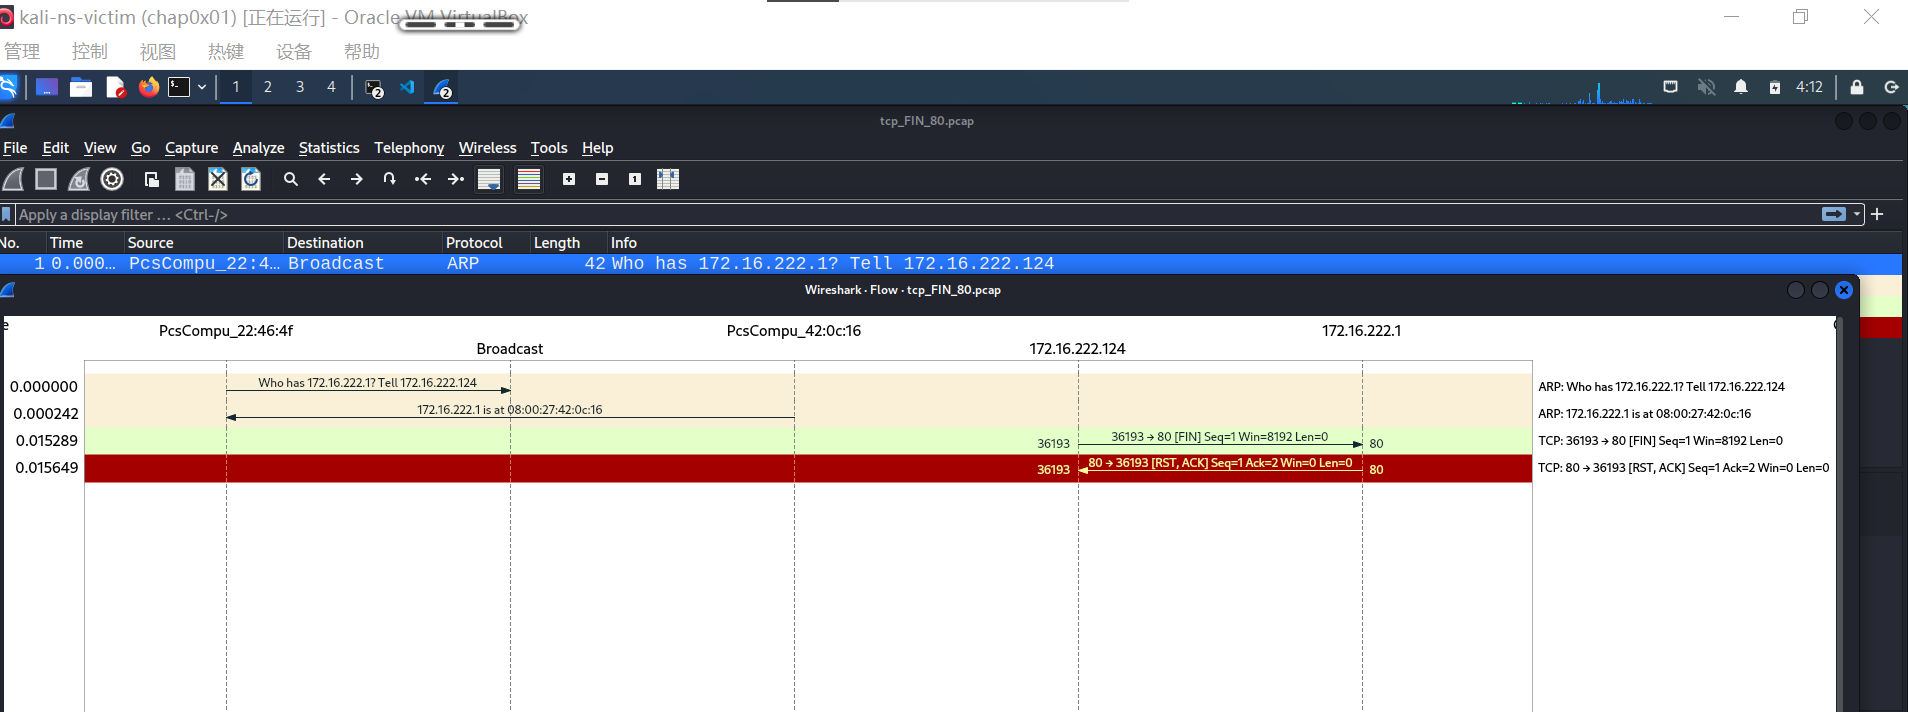 kali-ns-victim (chap0x01) [正在运行] - Oracle VM VirtualBox
管理 控制 视图 热键 设备 帮助
1 2 3 4 2 2 4:12
tcp_FIN_80.pcap
File Edit View Go Capture Analyze Statistics Telephony Wireless Tools Help
Apply a display filter … <Ctrl-/>
No. Time Source Destination Protocol Length Info
1 0.000… PcsCompu_22:4… Broadcast ARP 42 Who has 172.16.222.1? Tell 172.16.222.124
Wireshark · Flow · tcp_FIN_80.pcap
e PcsCompu_22:46:4f PcsCompu_42:0c:16 172.16.222.1
Broadcast 172.16.222.124
0.000000 Who has 172.16.222.1? Tell 172.16.222.124 ARP: Who has 172.16.222.1? Tell 172.16.222.124
0.000242 172.16.222.1 is at 08:00:27:42:0c:16 ARP: 172.16.222.1 is at 08:00:27:42:0c:16
0.015289 36193 36193 → 80 [FIN] Seq=1 Win=8192 Len=0 80 TCP: 36193 → 80 [FIN] Seq=1 Win=8192 Len=0
0.015649 36193 80 → 36193 [RST, ACK] Seq=1 Ack=2 Win=0 Len=0 80 TCP: 80 → 36193 [RST, ACK] Seq=1 Ack=2 Win=0 Len=0